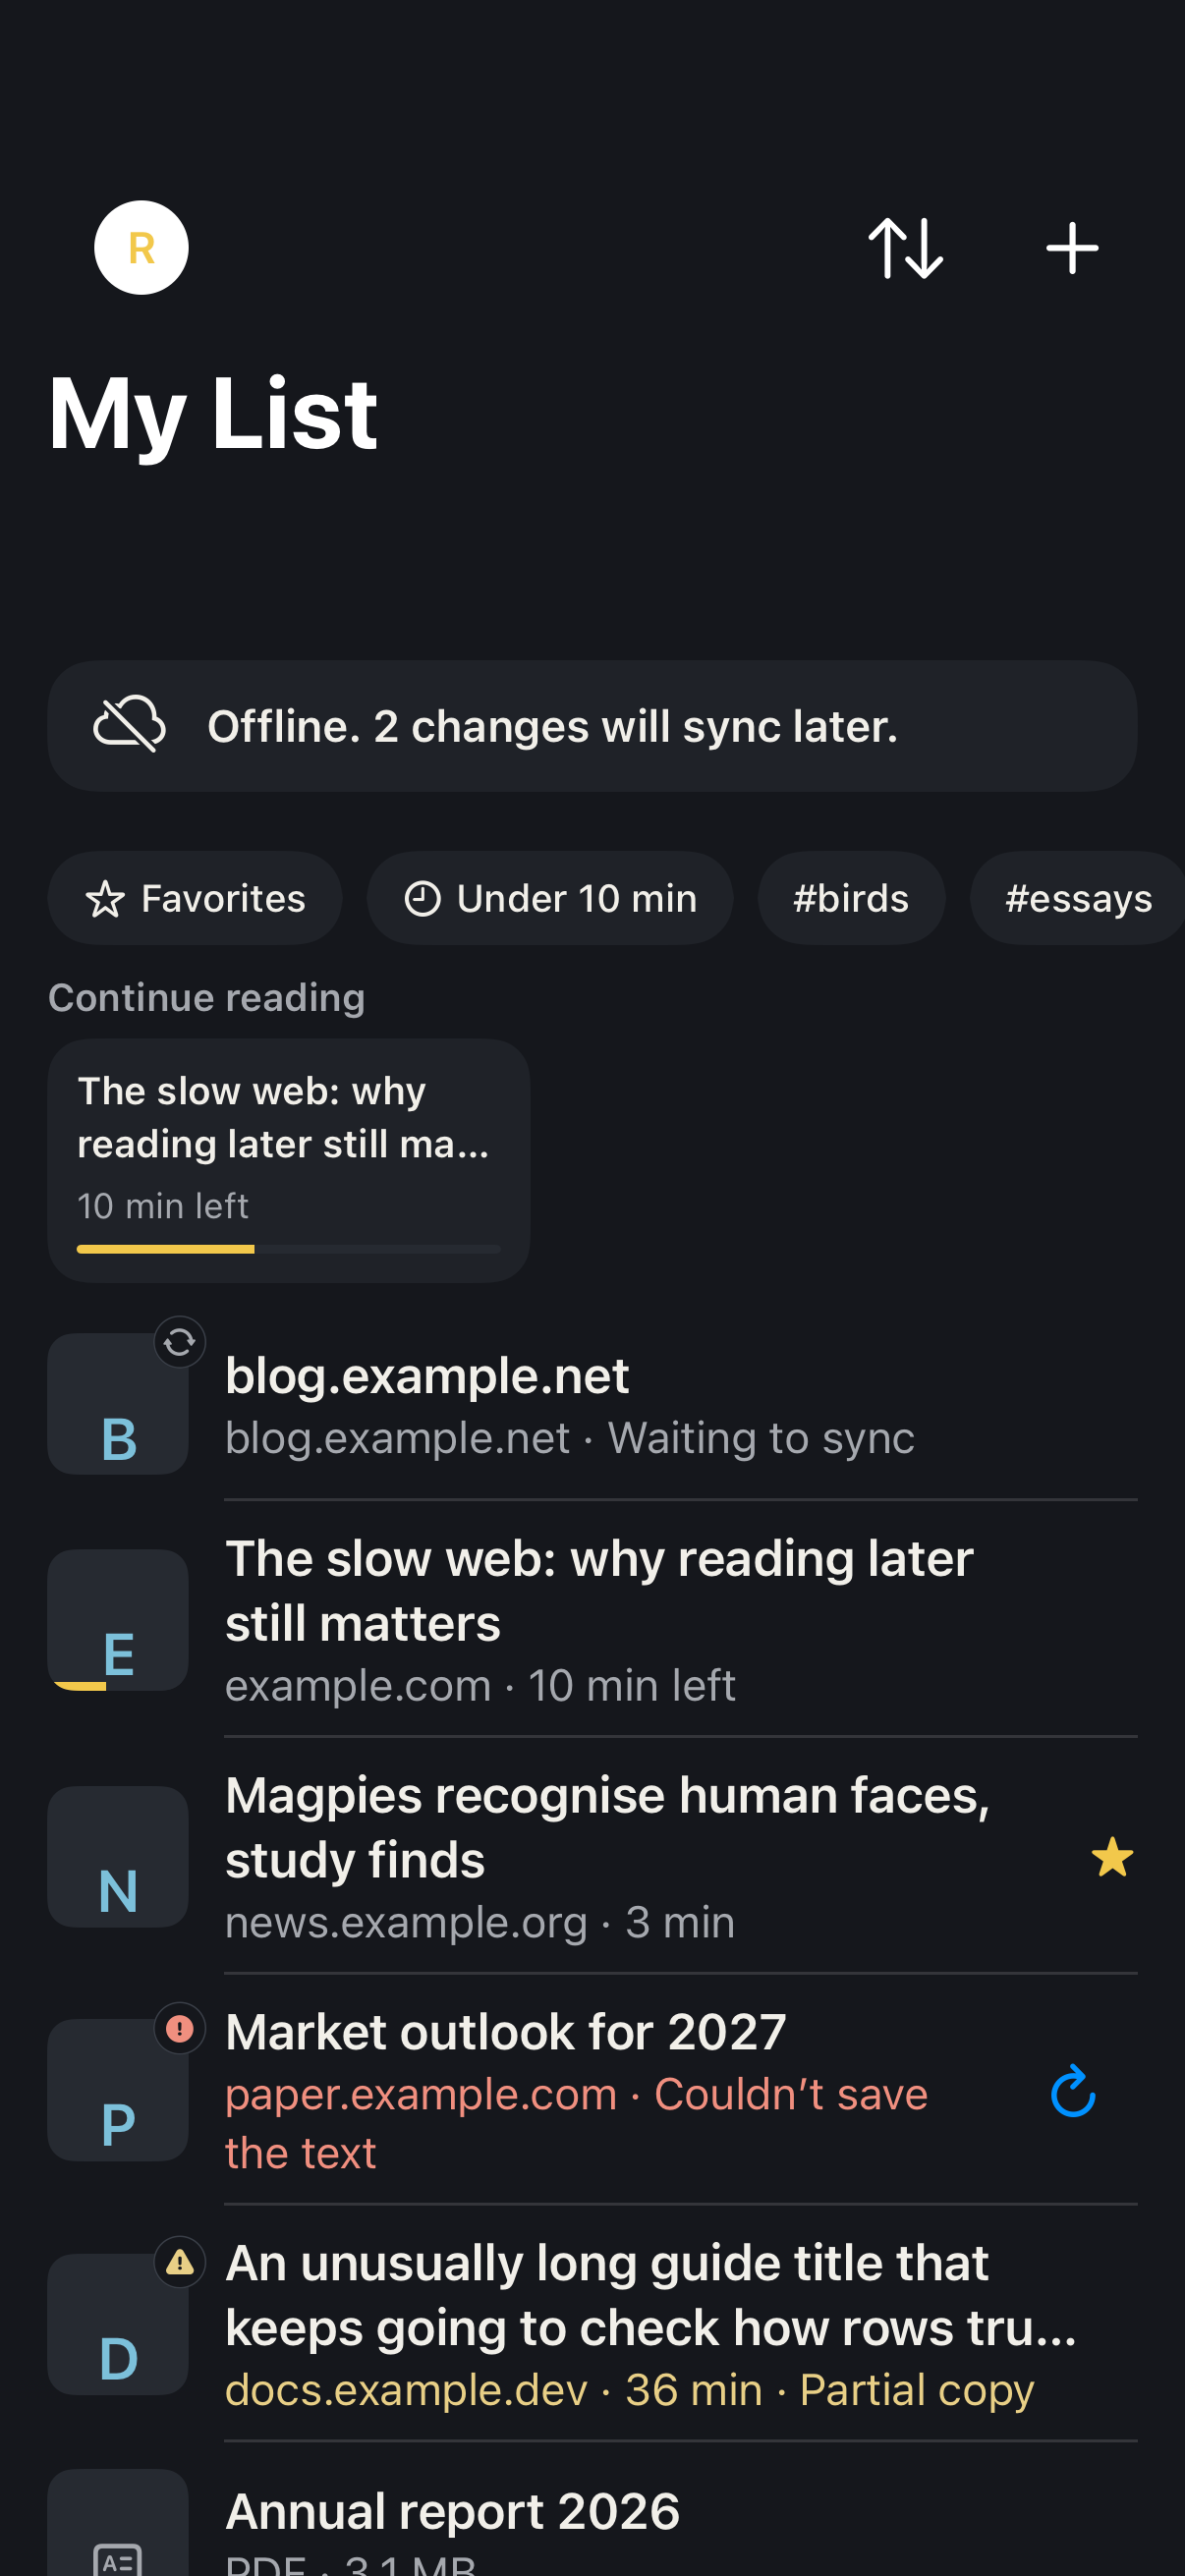 R
My List
Offline. 2 changes will sync later.
Favorites
Under 10 min
#birds
#essays
Continue reading
The slow web: why
reading later still ma...
10 min left
B
blog.example.net
blog.example.net · Waiting to sync
E
The slow web: why reading later
still matters
example.com · 10 min left
N
Magpies recognise human faces,
study finds
news.example.org · 3 min
P
Market outlook for 2027
paper.example.com · Couldn’t save
the text
D
An unusually long guide title that
keeps going to check how rows tru...
docs.example.dev · 36 min · Partial copy
Annual report 2026
PDF · 3.1 MB